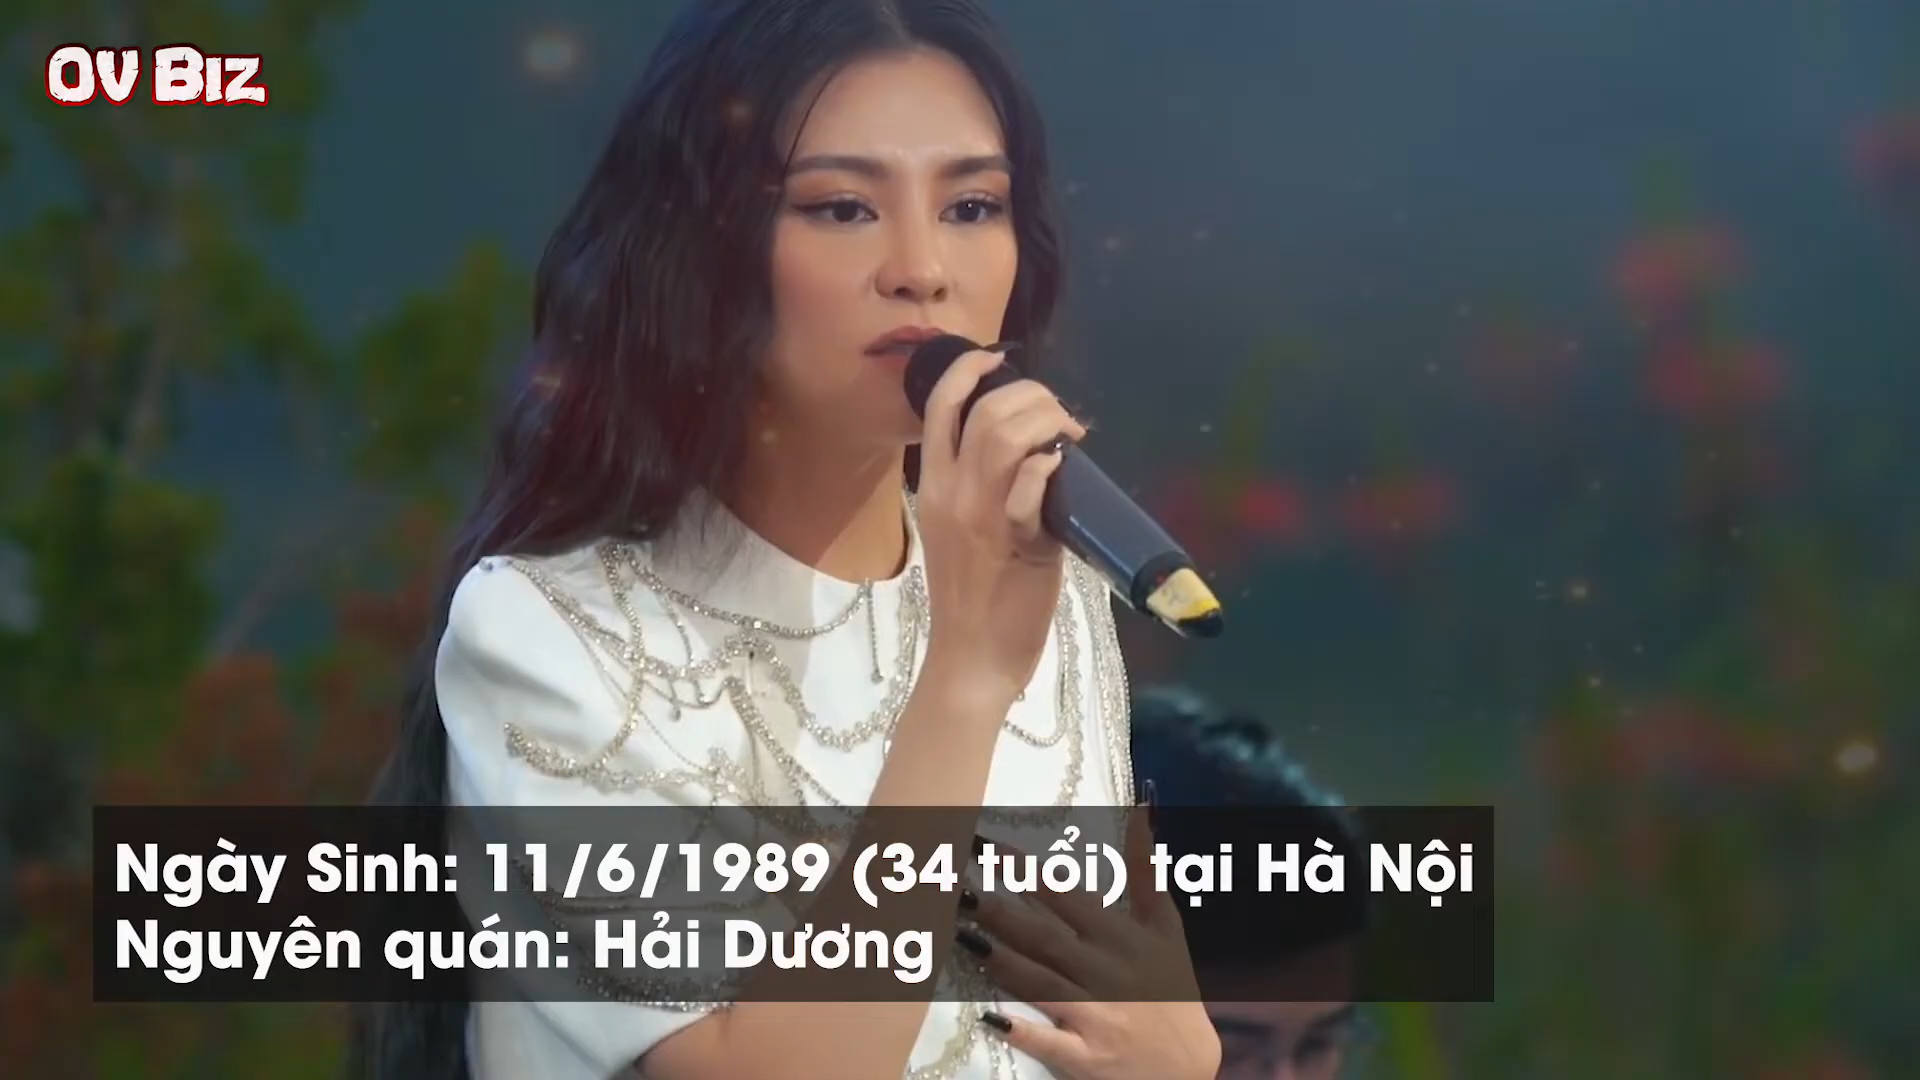 OV BIZ
Ngày Sinh: 11/6/1989 (34 tuổi) tại Hà Nội
Nguyên quán: Hải Dương